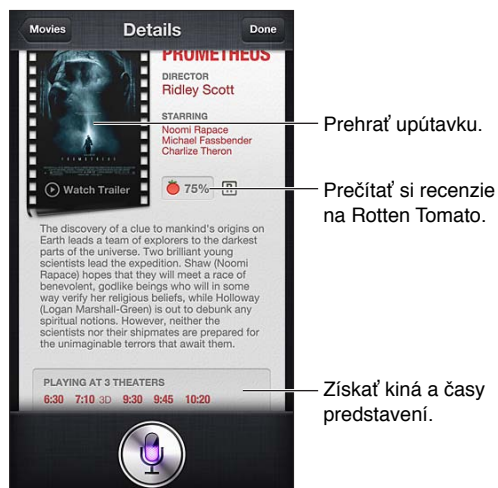 Movies
Details
Done
PROMETHEUS
DIRECTOR
Ridley Scott
STARRING
Noomi Rapace
Michael Fassbender
Charlize Theron
PROMETHEUS
Watch Trailer
75%
R
The discovery of a clue to mankind's origins on
Earth leads a team of explorers to the darkest
parts of the universe. Two brilliant young
scientists lead the expedition. Shaw (Noomi
Rapace) hopes that they will meet a race of
benevolent, godlike beings who will in some
way verify her religious beliefs, while Holloway
(Logan Marshall-Green) is out to debunk any
spiritual notions. However, neither the
scientists nor their shipmates are prepared for
the unimaginable terrors that await them.
PLAYING AT 3 THEATERS
6:30 7:10 3D 9:30 9:45 10:20
Prehrať upútavku.
Prečítať si recenzie
na Rotten Tomato.
Získať kiná a časy
predstavení.